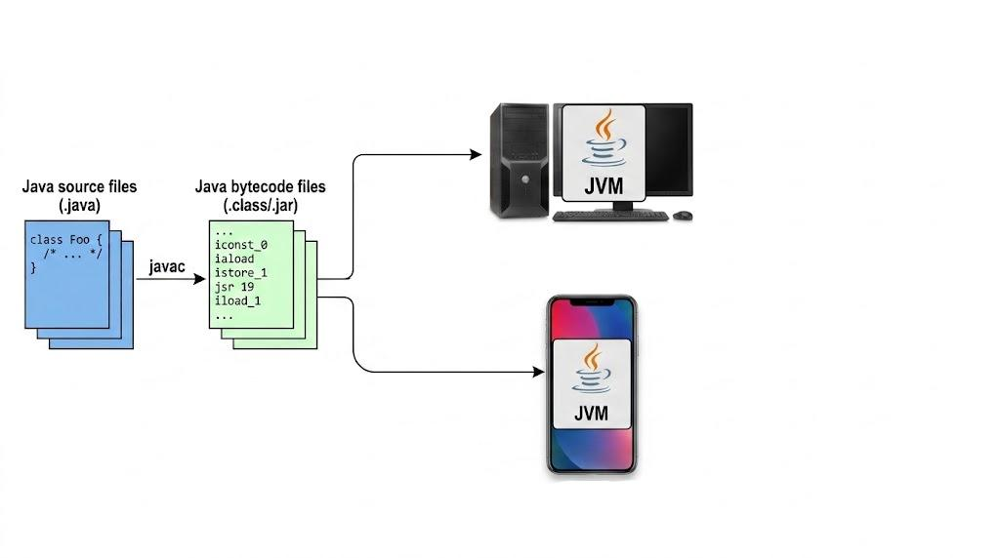 Java source files
(.java)
class Foo {
/* ... */
}
javac
Java bytecode files
(.class/.jar)
...
iconst_0
iaload
istore_1
jsr 19
iload_1
...
JVM
JVM